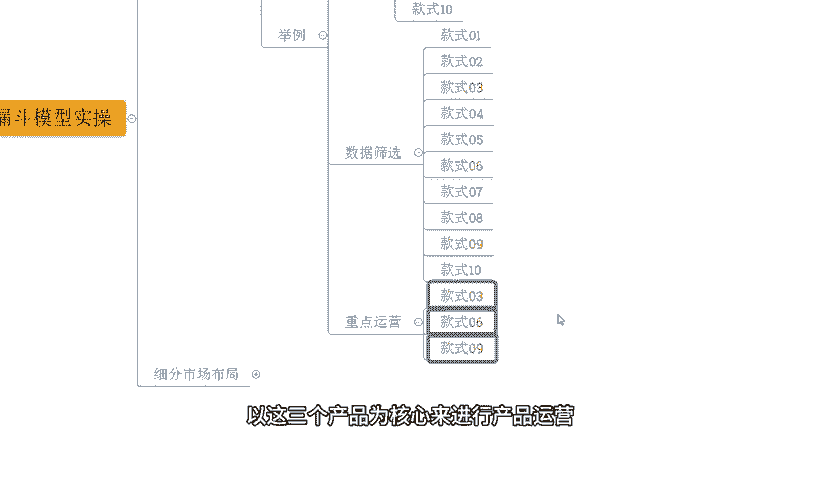 款式10
举例
款式01
款式02
款式03
漏斗模型实操
款式04
款式05
数据筛选
款式06
款式07
款式08
款式09
款式10
款式03
重点运营
款式06
款式09
细分市场布局
以这三个产品为核心来进行产品运营